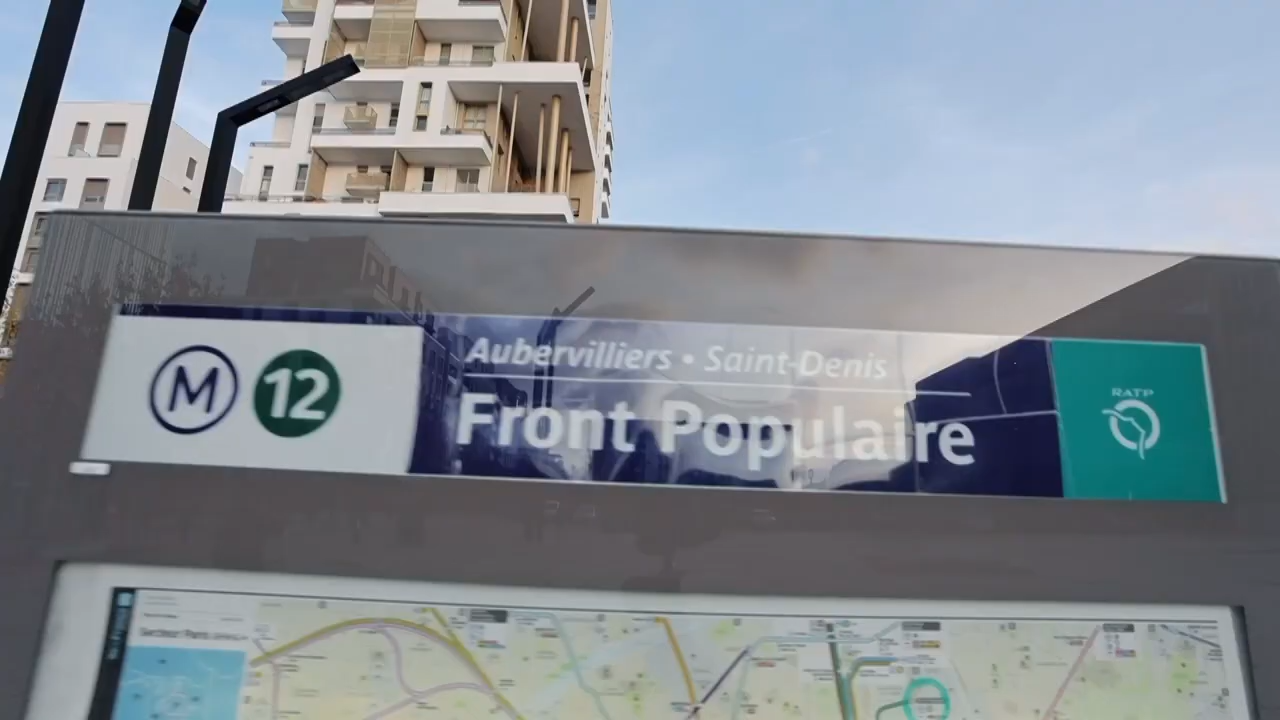 M 12
Aubervilliers • Saint-Denis
Front Populaire
RATP